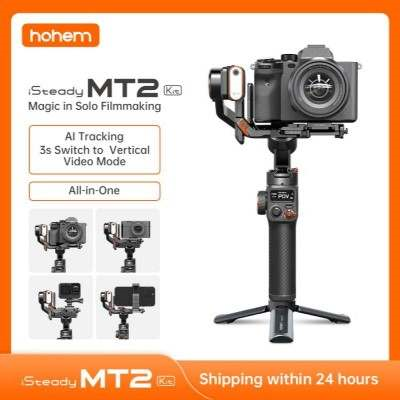 hohem
iSteady MT2 Kit
Magic in Solo Filmmaking
AI Tracking
3s Switch to Vertical
Video Mode
All-in-One
POV
iSteady MT2 Kit
Shipping within 24 hours